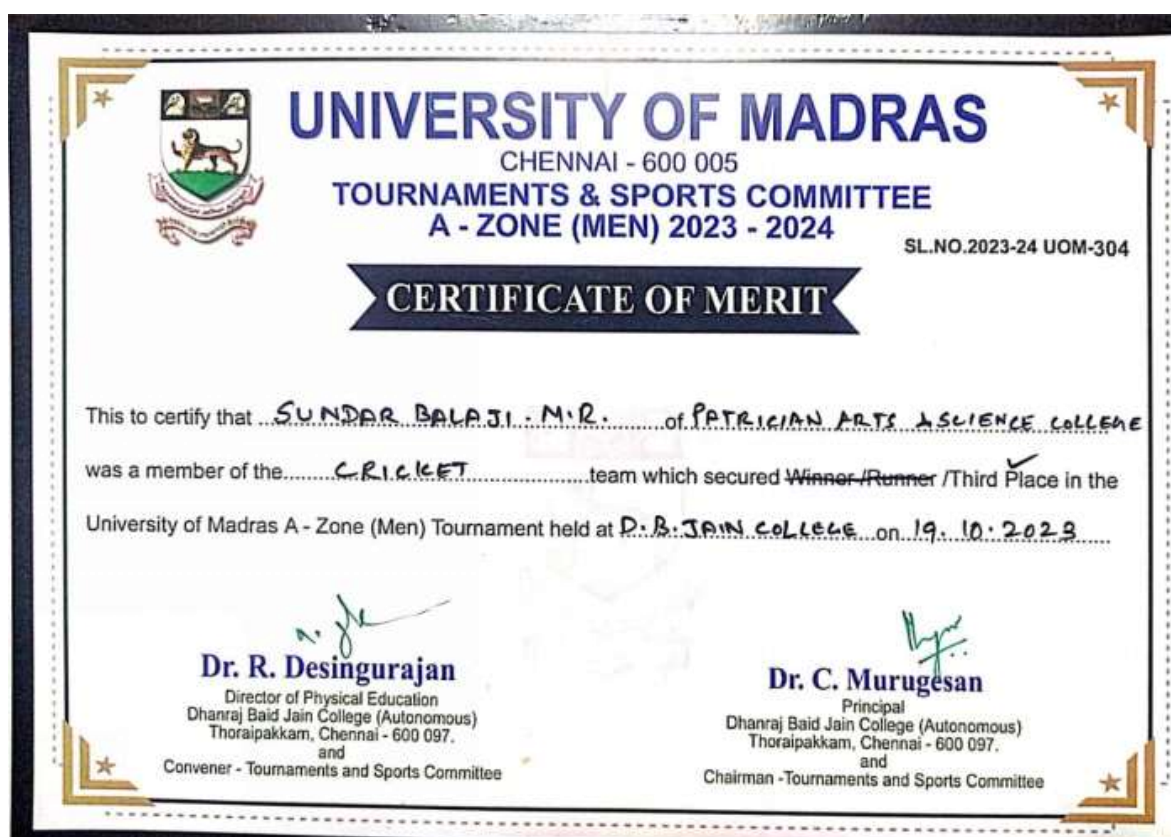 UNIVERSITY OF MADRAS
CHENNAI - 600 005
TOURNAMENTS & SPORTS COMMITTEE
A - ZONE (MEN) 2023 - 2024
SL.NO.2023-24 UOM-304
CERTIFICATE OF MERIT
This to certify that SUNDAR BALAJI . M.R. of PATRICIAN ARTS & SCIENCE COLLEGE
was a member of the CRICKET team which secured Winner /Runner /Third Place in the
University of Madras A - Zone (Men) Tournament held at D.B.JAIN COLLEGE on 19.10.2023
Dr. R. Desingurajan
Director of Physical Education
Dhanraj Baid Jain College (Autonomous)
Thoraipakkam, Chennai - 600 097.
and
Convener - Tournaments and Sports Committee
Dr. C. Murugesan
Principal
Dhanraj Baid Jain College (Autonomous)
Thoraipakkam, Chennai - 600 097.
and
Chairman -Tournaments and Sports Committee